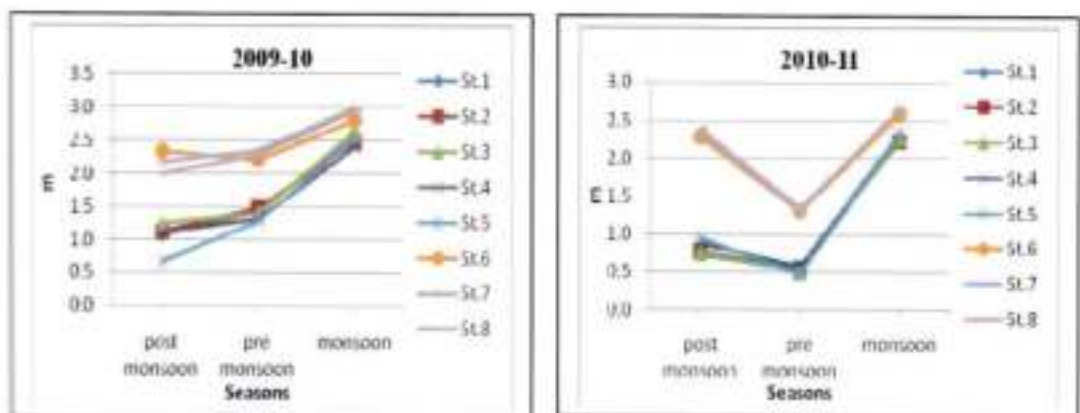 2009-10
3.5
3.0
2.5
2.0
1.5
1.0
0.5
0.0
m
post monsoon
pre monsoon
monsoon
Seasons
St.1
St.2
St.3
St.4
St.5
St.6
St.7
St.8
2010-11
3.0
2.5
2.0
1.5
1.0
0.5
0.0
m
post monsoon
pre monsoon
monsoon
Seasons
St.1
St.2
St.3
St.4
St.5
St.6
St.7
St.8